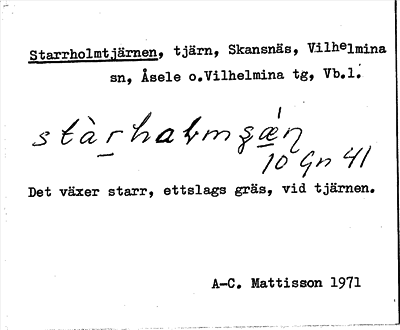 Starrholmtjärnen, tjärn, Skansnäs, Vilhelmina
sn, Åsele o.Vilhelmina tg, Vb.l.
10 Gn 41
Det växer starr, ettslags gräs, vid tjärnen.
A-C. Mattisson 1971